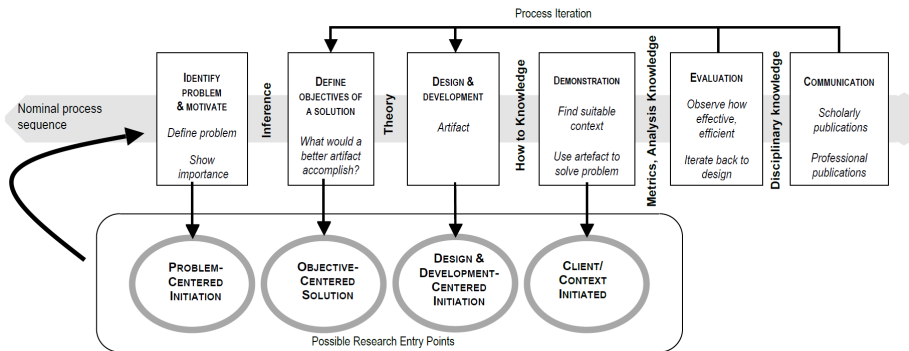 Process Iteration
Nominal process
sequence
IDENTIFY
PROBLEM
& MOTIVATE
Define problem
Show
importance
Inference
DEFINE
OBJECTIVES OF
A SOLUTION
What would a
better artifact
accomplish?
Theory
DESIGN &
DEVELOPMENT
Artifact
How to Knowledge
DEMONSTRATION
Find suitable
context
Use artefact to
solve problem
Metrics, Analysis Knowledge
EVALUATION
Observe how
effective,
efficient
Iterate back to
design
Disciplinary knowledge
COMMUNICATION
Scholarly
publications
Professional
publications
PROBLEM-
CENTERED
INITIATION
OBJECTIVE-
CENTERED
SOLUTION
DESIGN &
DEVELOPMENT-
CENTERED
INITIATION
CLIENT/
CONTEXT
INITIATED
Possible Research Entry Points